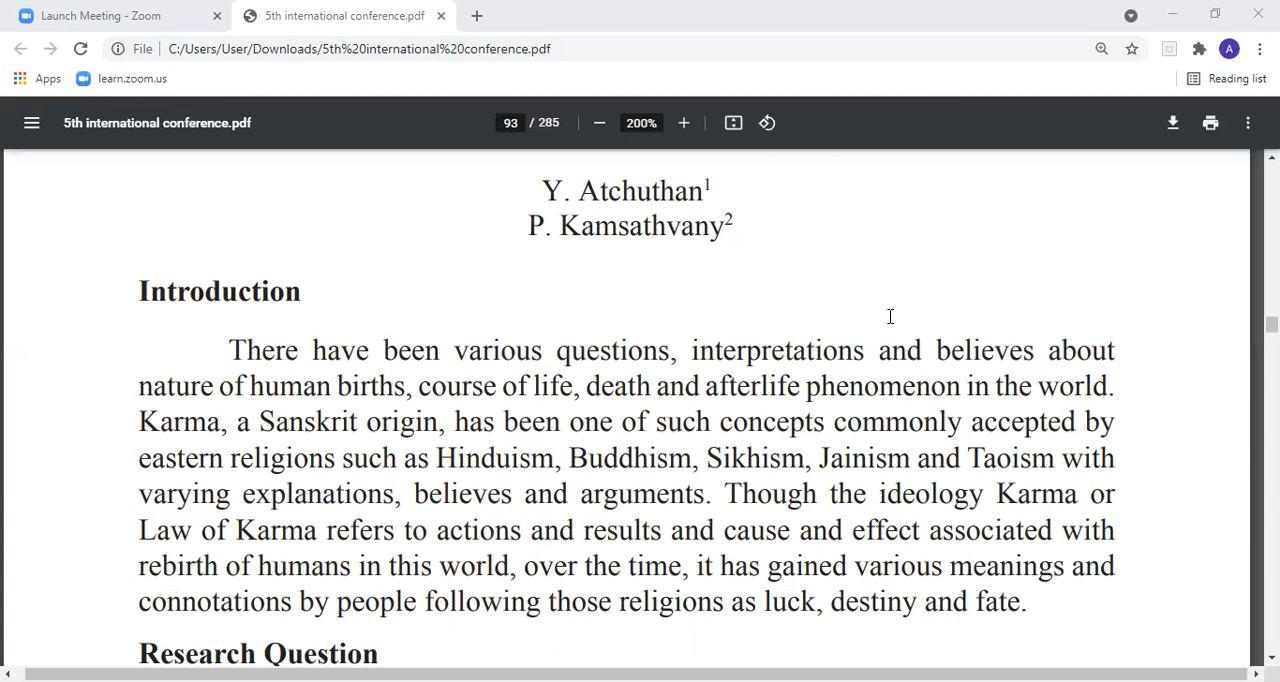 Launch Meeting - Zoom
5th international conference.pdf
File
C:/Users/User/Downloads/5th%20international%20conference.pdf
A
Apps
learn.zoom.us
Reading list
5th international conference.pdf
93 / 285
200%
Y. Atchuthan1
P. Kamsathvany2
Introduction
There have been various questions, interpretations and believes about
nature of human births, course of life, death and afterlife phenomenon in the world.
Karma, a Sanskrit origin, has been one of such concepts commonly accepted by
eastern religions such as Hinduism, Buddhism, Sikhism, Jainism and Taoism with
varying explanations, believes and arguments. Though the ideology Karma or
Law of Karma refers to actions and results and cause and effect associated with
rebirth of humans in this world, over the time, it has gained various meanings and
connotations by people following those religions as luck, destiny and fate.
Research Question